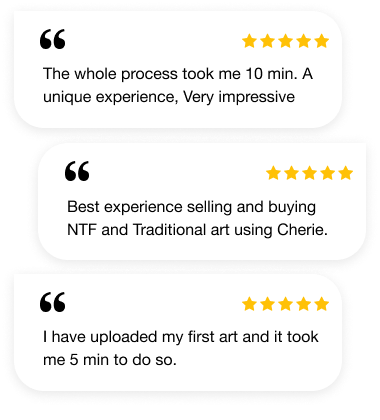 The whole process took me 10 min. A
unique experience, Very impressive
Best experience selling and buying
NTF and Traditional art using Cherie.
I have uploaded my first art and it took
me 5 min to do so.